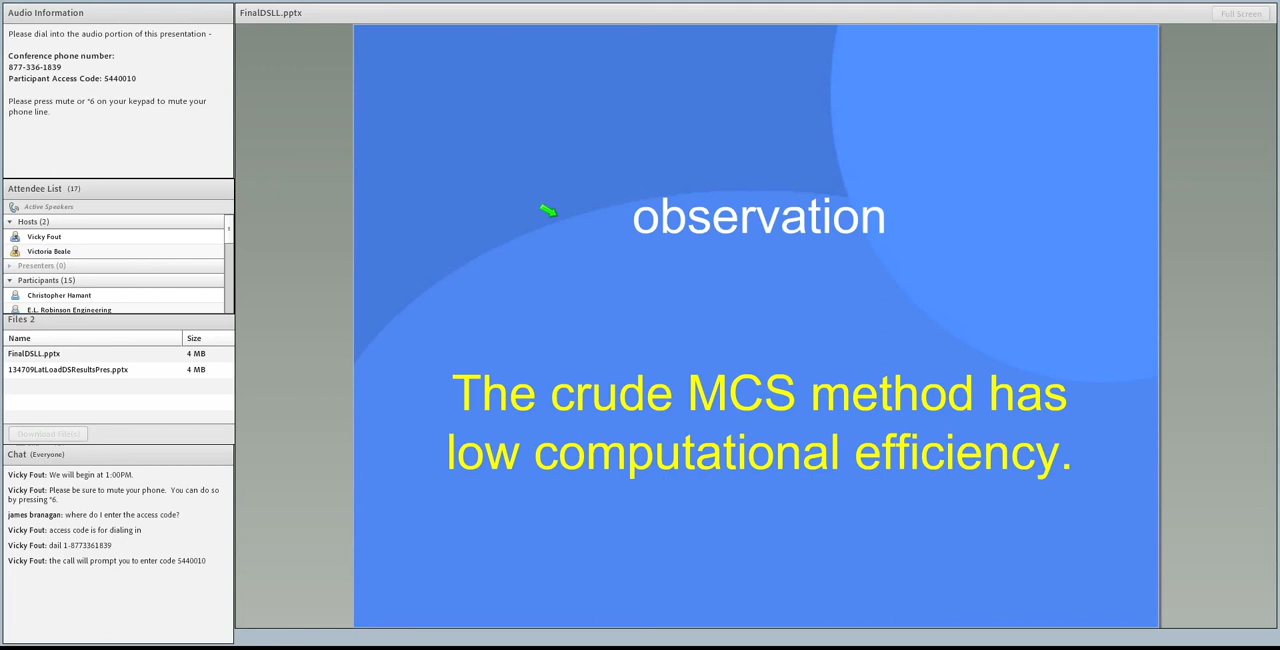 Audio Information
Please dial into the audio portion of this presentation -
Conference phone number:
877-336-1839
Participant Access Code: 5440010
Please press mute or *6 on your keypad to mute your
phone line.
Attendee List (17)
Active Speakers
Hosts (2)
Vicky Fout
Victoria Beale
Presenters (0)
Participants (15)
Christopher Hamant
E.L. Robinson Engineering
Files 2
Name Size
FinalDSLL.pptx 4 MB
134709LatLoadDSResultsPres.pptx 4 MB
Download File(s)
Chat (Everyone)
Vicky Fout: We will begin at 1:00PM.
Vicky Fout: Please be sure to mute your phone. You can do so
by pressing *6.
james branagan: where do I enter the access code?
Vicky Fout: access code is for dialing in
Vicky Fout: dail 1-8773361839
Vicky Fout: the call will prompt you to enter code 5440010
FinalDSLL.pptx
Full Screen
observation
The crude MCS method has
low computational efficiency.